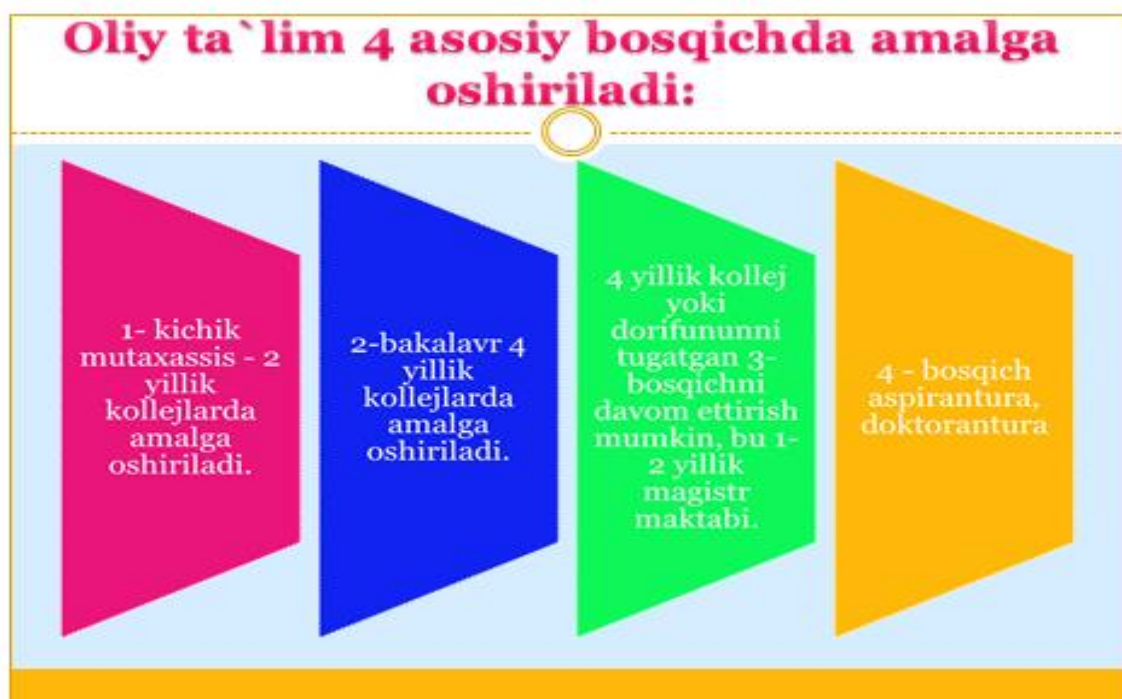 Oliy ta`lim 4 asosiy bosqichda amalga
oshiriladi:
1- kichik
mutaxassis - 2
yillik
kollejlarda
amalga
oshiriladi.
2-bakalavr 4
yillik
kollejlarda
amalga
oshiriladi.
4 yillik kollej
yoki
dorifununni
tugatgan 3-
bosqichni
davom ettirish
mumkin, bu 1-
2 yillik
magistr
maktabi.
4 - bosqich
aspirantura,
doktorantura